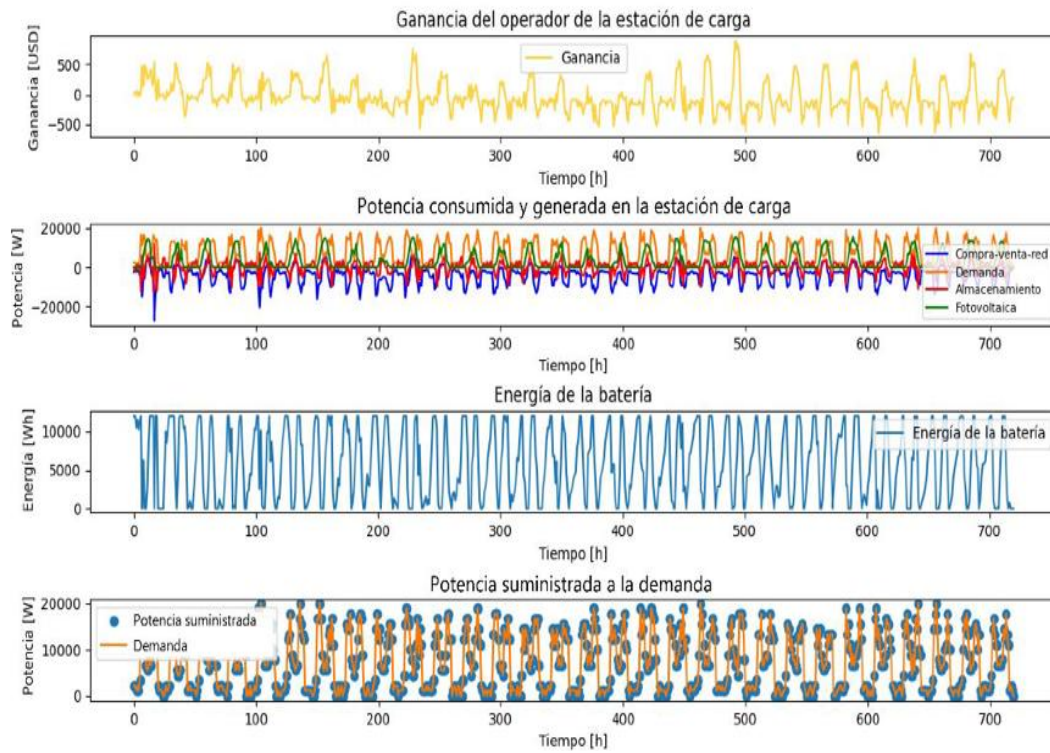 Ganancia del operador de la estación de carga
Ganancia [USD]
500
0
−500
Ganancia
0 100 200 300 400 500 600 700
Tiempo [h]
Potencia consumida y generada en la estación de carga
Potencia [W]
20000
0
−20000
Compra-venta-red
Demanda
Almacenamiento
Fotovoltaica
0 100 200 300 400 500 600 700
Tiempo [h]
Energía de la batería
Energía [Wh]
10000
5000
0
Energía de la batería
0 100 200 300 400 500 600 700
Tiempo [h]
Potencia suministrada a la demanda
Potencia [W]
20000
10000
0
Potencia suministrada
Demanda
0 100 200 300 400 500 600 700
Tiempo [h]